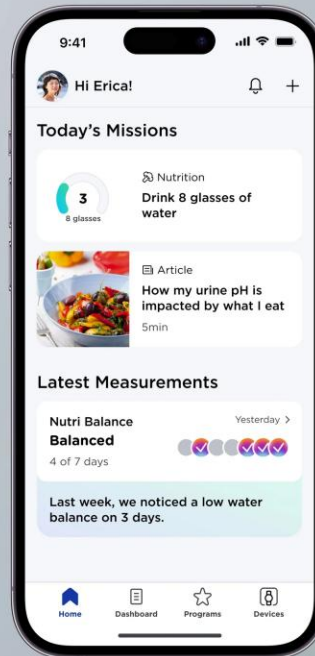 9:41
Hi Erica!
Today's Missions
3
8 glasses
Nutrition
Drink 8 glasses of
water
Article
How my urine pH is
impacted by what I eat
5min
Latest Measurements
Nutri Balance
Yesterday >
Balanced
4 of 7 days
Last week, we noticed a low water
balance on 3 days.
Home
Dashboard
Programs
Devices